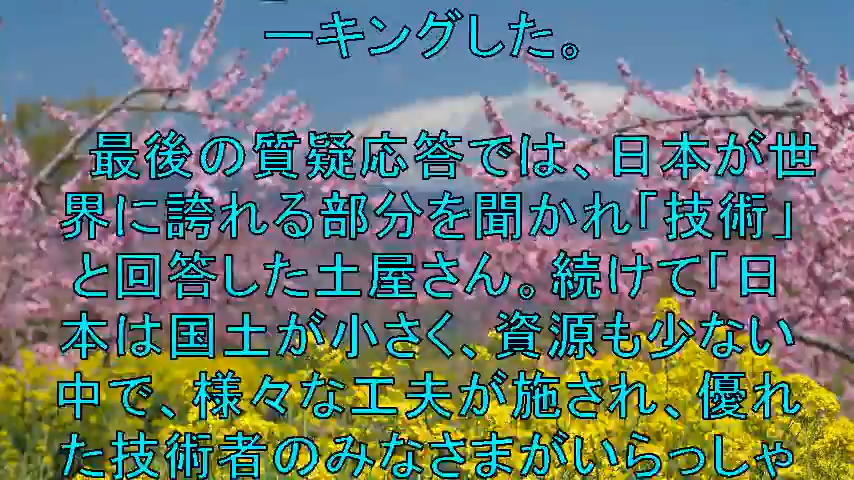 ーキングした。
最後の質疑応答では、日本が世
界に誇れる部分を聞かれ「技術」
と回答した土屋さん。続けて「日
本は国土が小さく、資源も少ない
中で、様々な工夫が施され、優れ
た技術者のみなさまがいらっしゃ